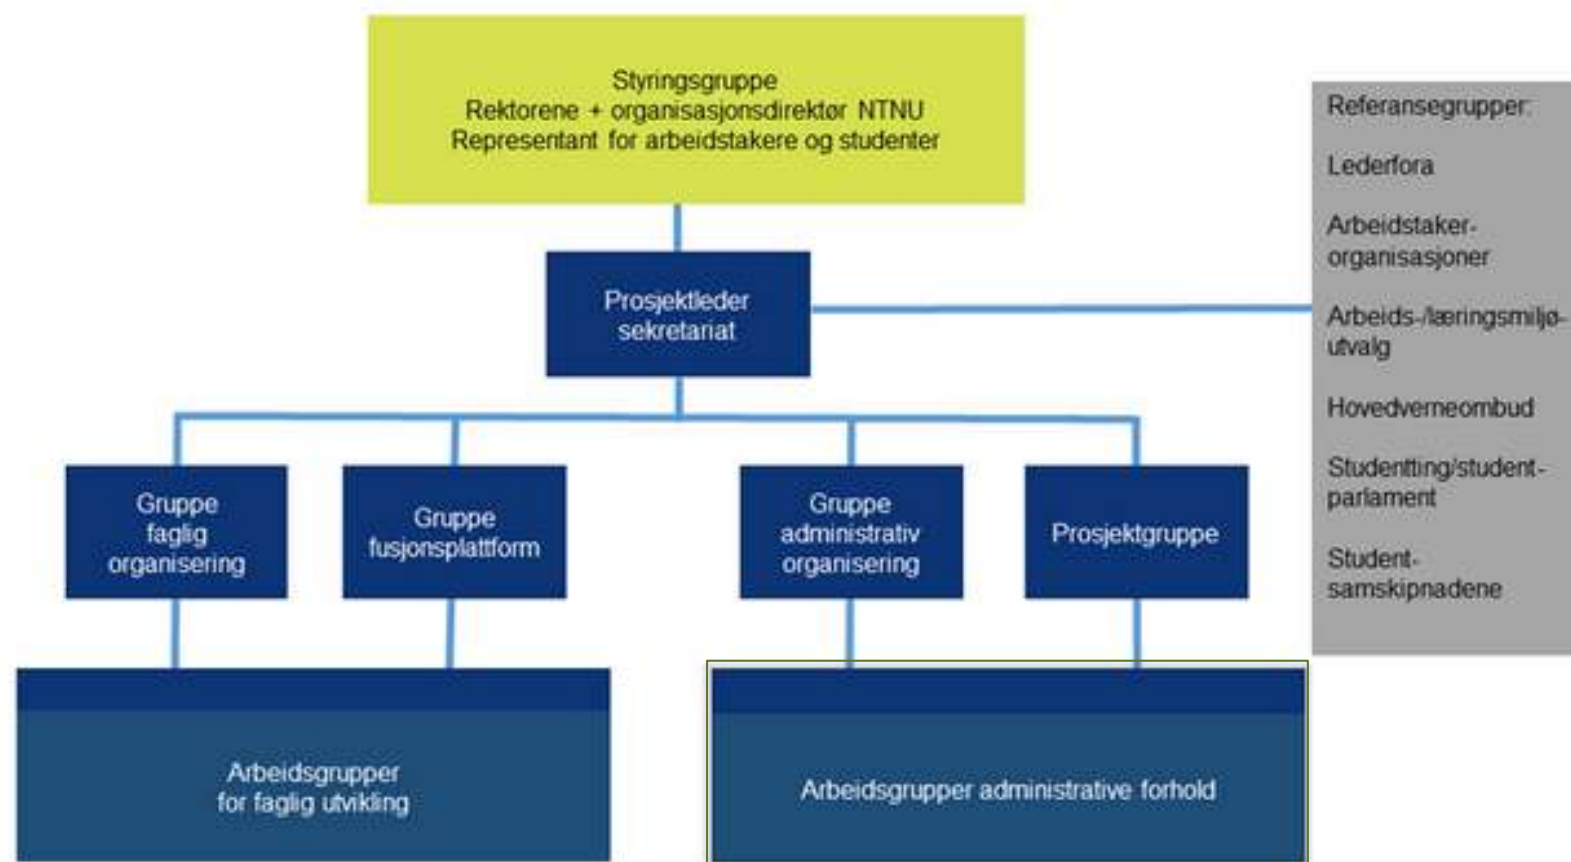 Styringsgruppe
Rektorene + organisasjonsdirektør NTNU
Representant for arbeidstakere og studenter
Prosjektleder
sekretariat
Gruppe
faglig
organisering
Gruppe
fusjonsplattform
Gruppe
administrativ
organisering
Prosjektgruppe
Arbeidsgrupper
for faglig utvikling
Arbeidsgrupper administrative forhold
Referansegrupper:
Lederfora
Arbeidstaker-
organisasjoner
Arbeids-/læringsmiljø-
utvalg
Hovedverneombud
Studentting/student-
parlament
Student-
samskipnadene